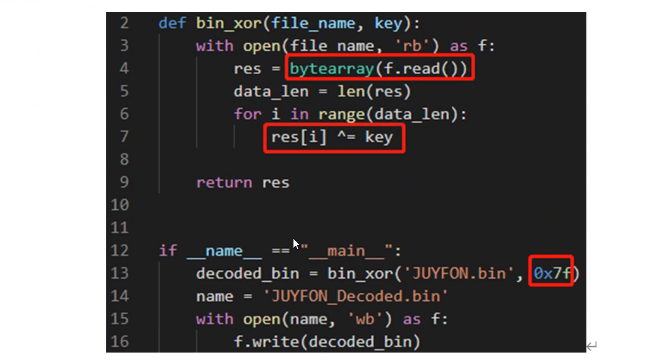 2 def bin_xor(file_name, key):
3 with open(file_name, 'rb') as f:
4 res = bytearray(f.read())
5 data_len = len(res)
6 for i in range(data_len):
7 res[i] ^= key
8
9 return res
10
11
12 if __name__ == "__main__":
13 decoded_bin = bin_xor('JUYFON.bin', 0x7f)
14 name = 'JUYFON_Decoded.bin'
15 with open(name, 'wb') as f:
16 f.write(decoded_bin)